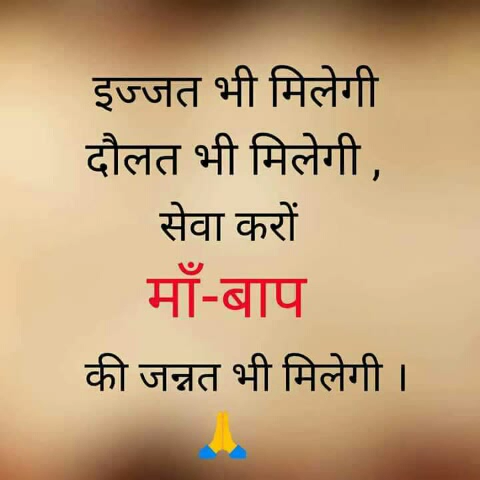 इज्जत भी मिलेगी
दौलत भी मिलेगी ,
सेवा करों
माँ-बाप
की जन्नत भी मिलेगी ।
🙏